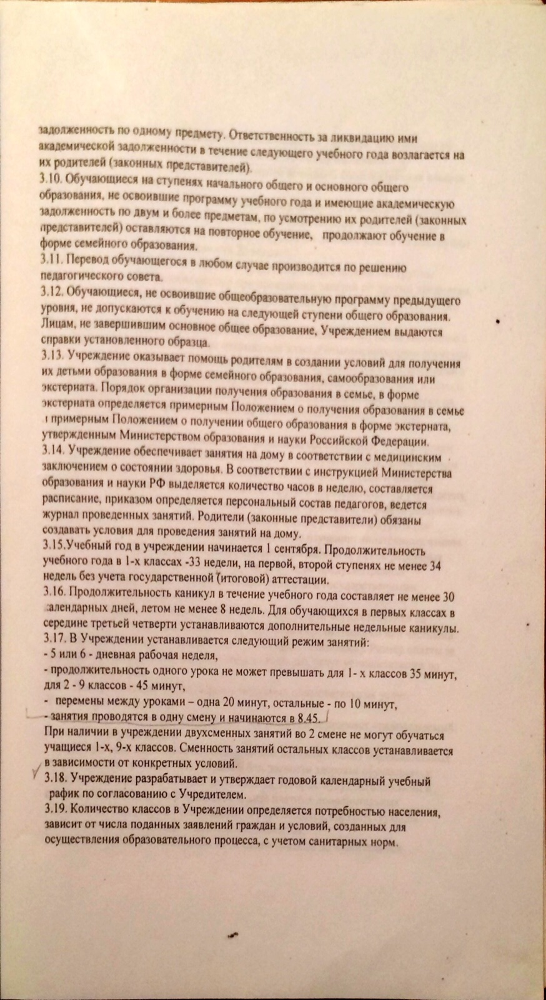 задолженность по одному предмету. Ответственность за ликвидацию ими
академической задолженности в течение следующего учебного года возлагается на
их родителей (законных представителей).
3.10. Обучающиеся на ступенях начального общего и основного общего
образования, не освоившие программу учебного года и имеющие академическую
задолженность по двум и более предметам, по усмотрению их родителей (законных
представителей) оставляются на повторное обучение, продолжают обучение в
форме семейного образования.
3.11. Перевод обучающегося в любом случае производится по решению
педагогического совета.
3.12. Обучающиеся, не освоившие общеобразовательную программу предыдущего
уровня, не допускаются к обучению на следующей ступени общего образования.
Лицам, не завершившим основное общее образование, Учреждением выдаются
справки установленного образца.
3.13. Учреждение оказывает помощь родителям в создании условий для получения
их детьми образования в форме семейного образования, самообразования или
экстерната. Порядок организации получения образования в семье, в форме
экстерната определяется примерным Положением о получения образования в семье
примерным Положением о получении общего образования в форме экстерната,
утвержденным Министерством образования и науки Российской Федерации.
3.14. Учреждение обеспечивает занятия на дому в соответствии с медицинским
заключением о состоянии здоровья. В соответствии с инструкцией Министерства
образования и науки РФ выделяется количество часов в неделю, составляется
расписание, приказом определяется персональный состав педагогов, ведется
журнал проведенных занятий. Родители (законные представители) обязаны
создавать условия для проведения занятий на дому.
3.15.Учебный год в учреждении начинается 1 сентября. Продолжительность
учебного года в 1-х классах -33 недели, на первой, второй ступенях не менее 34
недель без учета государственной (итоговой) аттестации.
3.16. Продолжительность каникул в течение учебного года составляет не менее 30
алендарных дней, летом не менее 8 недель. Для обучающихся в первых классах в
середине третьей четверти устанавливаются дополнительные недельные каникулы.
3.17. В Учреждении устанавливается следующий режим занятий:
- 5 или 6 - дневная рабочая неделя,
- продолжительность одного урока не может превышать для 1- х классов 35 минут,
для 2 - 9 классов - 45 минут,
- перемены между уроками – одна 20 минут, остальные - по 10 минут,
- занятия проводятся в одну смену и начинаются в 8.45.
При наличии в учреждении двухсменных занятий во 2 смене не могут обучаться
учащиеся 1-х, 9-х классов. Сменность занятий остальных классов устанавливается
в зависимости от конкретных условий.
3.18. Учреждение разрабатывает и утверждает годовой календарный учебный
рафик по согласованию с Учредителем.
3.19. Количество классов в Учреждении определяется потребностью населения,
зависит от числа поданных заявлений граждан и условий, созданных для
осуществления образовательного процесса, с учетом санитарных норм.